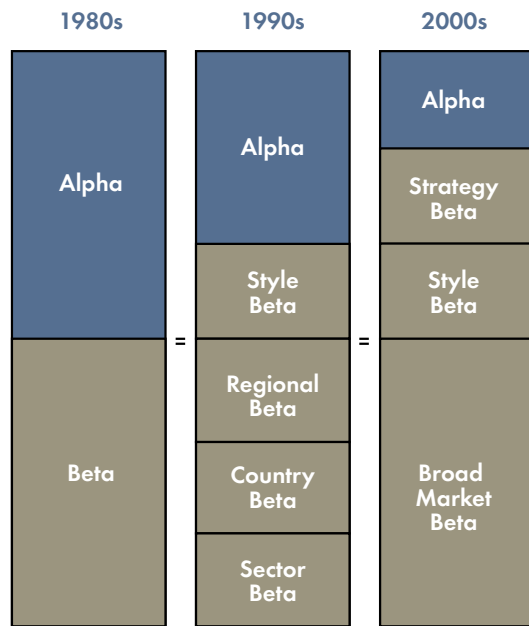 1980s
1990s
2000s
Alpha
Beta
=
Alpha
Style
Beta
Regional
Beta
Country
Beta
Sector
Beta
=
Alpha
Strategy
Beta
Style
Beta
Broad
Market
Beta